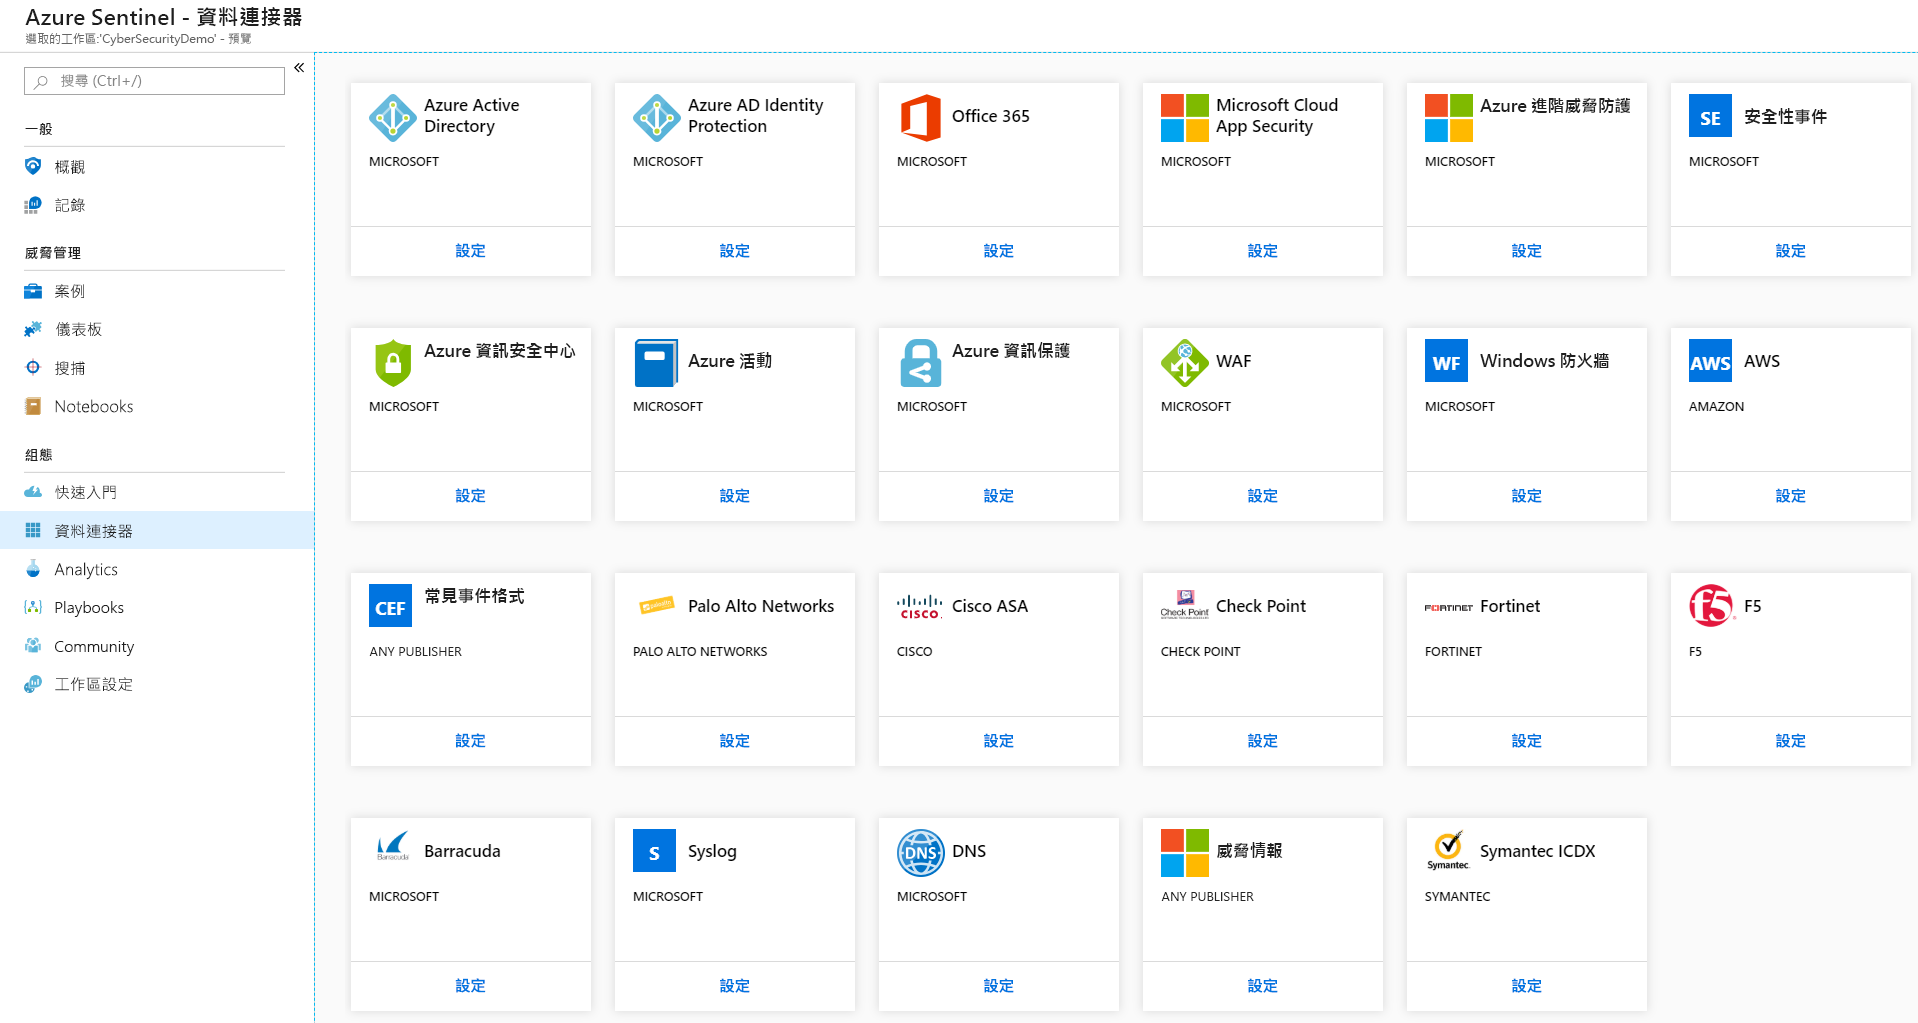 Azure Sentinel - 資料連接器
選取的工作區:'CyberSecurityDemo' - 預覽
搜尋 (Ctrl+/)
«
一般
概觀
記錄
威脅管理
案例
儀表板
搜捕
Notebooks
組態
快速入門
資料連接器
Analytics
Playbooks
Community
工作區設定
Azure Active
Directory
MICROSOFT
設定
Azure AD Identity
Protection
MICROSOFT
設定
Office 365
MICROSOFT
設定
Microsoft Cloud
App Security
MICROSOFT
設定
Azure 進階威脅防護
MICROSOFT
設定
SE
安全性事件
MICROSOFT
設定
Azure 資訊安全中心
MICROSOFT
設定
Azure 活動
MICROSOFT
設定
Azure 資訊保護
MICROSOFT
設定
WAF
MICROSOFT
設定
WF
Windows 防火牆
MICROSOFT
設定
AWS
AWS
AMAZON
設定
CEF
常見事件格式
ANY PUBLISHER
設定
paloalto
Palo Alto Networks
PALO ALTO NETWORKS
設定
CISCO
Cisco ASA
CISCO
設定
Check Point
Check Point
CHECK POINT
設定
FORTINET
Fortinet
FORTINET
設定
f5
F5
F5
設定
Barracuda
Barracuda
MICROSOFT
設定
S
Syslog
MICROSOFT
設定
DNS
DNS
MICROSOFT
設定
威脅情報
ANY PUBLISHER
設定
Symantec
Symantec ICDX
SYMANTEC
設定